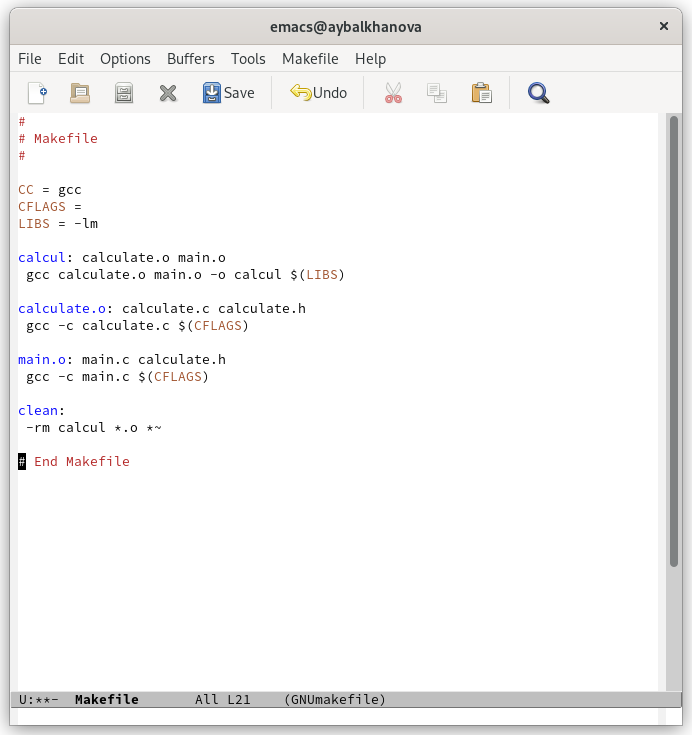 emacs@aybalkhanova ×
File Edit Options Buffers Tools Makefile Help
Save Undo
#
# Makefile
#
CC = gcc
CFLAGS =
LIBS = -lm
calcul: calculate.o main.o
 gcc calculate.o main.o -o calcul $(LIBS)
calculate.o: calculate.c calculate.h
 gcc -c calculate.c $(CFLAGS)
main.o: main.c calculate.h
 gcc -c main.c $(CFLAGS)
clean:
 -rm calcul *.o *~
# End Makefile
U:**-  Makefile       All L21    (GNUmakefile)